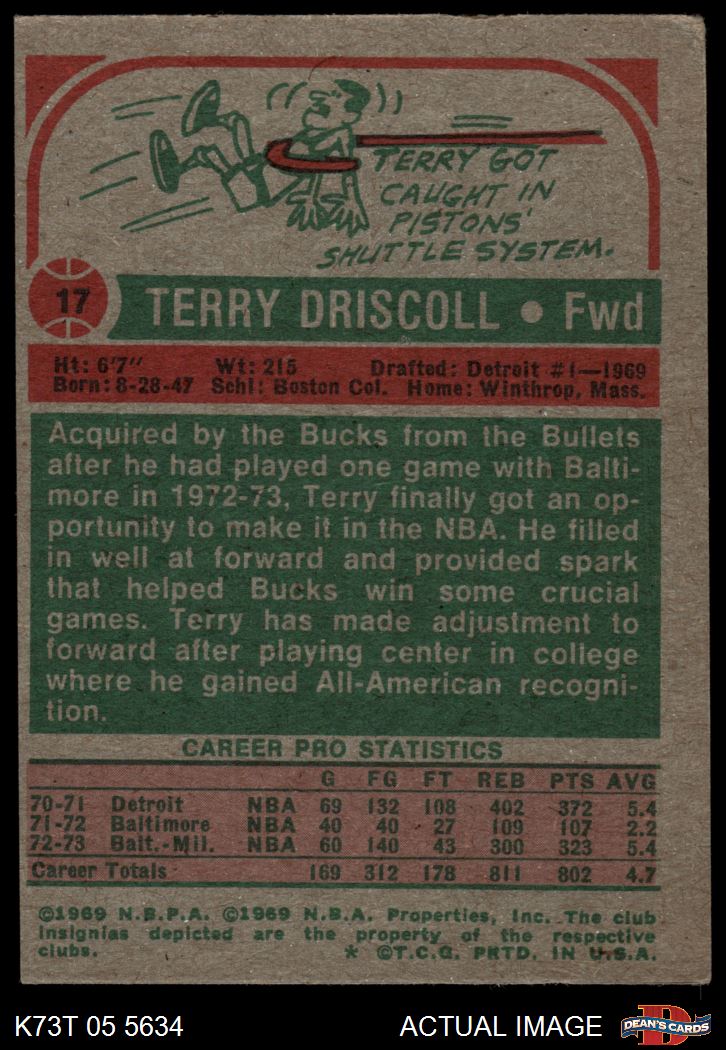 TERRY GOT
CAUGHT IN
PISTONS'
SHUTTLE SYSTEM.
17 TERRY DRISCOLL • Fwd
Ht: 6'7" Wt: 215 Drafted: Detroit #1—1969
Born: 8-28-47 Schl: Boston Col. Home: Winthrop, Mass.
Acquired by the Bucks from the Bullets
after he had played one game with Balti-
more in 1972-73, Terry finally got an op-
portunity to make it in the NBA. He filled
in well at forward and provided spark
that helped Bucks win some crucial
games. Terry has made adjustment to
forward after playing center in college
where he gained All-American recogni-
tion.
CAREER PRO STATISTICS
G FG FT REB PTS AVG
70-71 Detroit NBA 69 132 108 402 372 5.4
71-72 Baltimore NBA 40 40 27 109 107 2.2
72-73 Balt.-Mil. NBA 60 140 43 300 323 5.4
Career Totals 169 312 178 811 802 4.7
©1969 N.B.P.A. ©1969 N.B.A. Properties, Inc. The club
insignias depicted are the property of the respective
clubs. * ©T.C.G. PRTD. IN U.S.A.
K73T 05 5634 ACTUAL IMAGE D DEAN'S CARDS